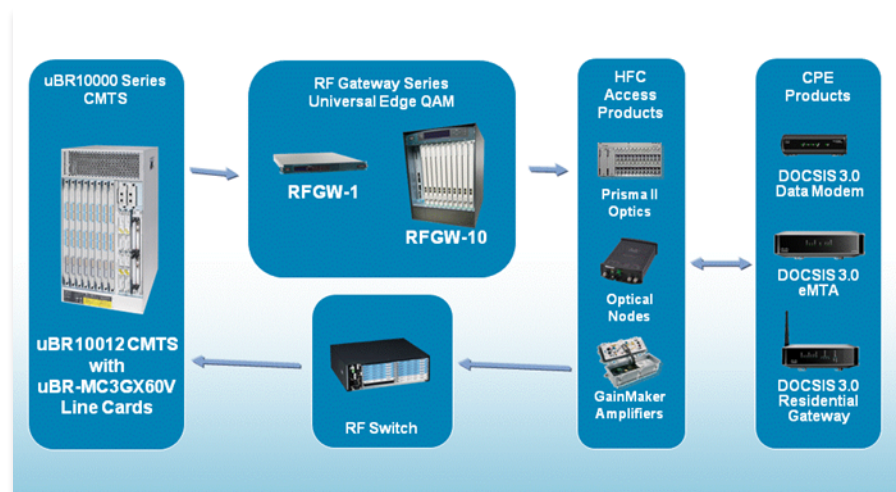 uBR10000 Series
CMTS
uBR10012 CMTS
with
uBR-MC3GX60V
Line Cards
RF Gateway Series
Universal Edge QAM
RFGW-1
RFGW-10
RF Switch
HFC
Access
Products
Prisma II
Optics
Optical
Nodes
GainMaker
Amplifiers
CPE
Products
DOCSIS 3.0
Data Modem
DOCSIS 3.0
eMTA
DOCSIS 3.0
Residential
Gateway